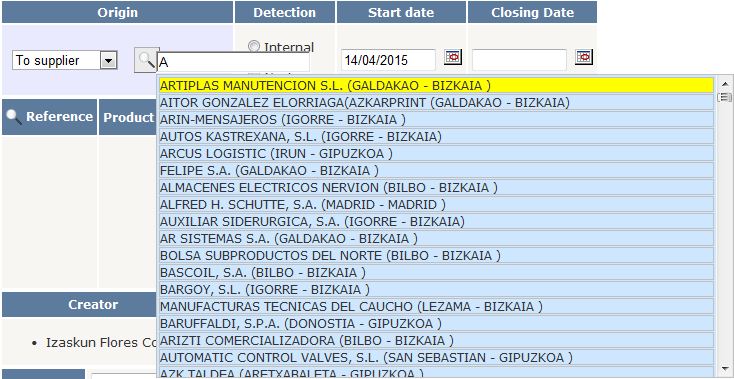 Origin Detection Start date Closing Date
Internal
To supplier A 14/04/2015
ARTIPLAS MANUTENCION S.L. (GALDAKAO - BIZKAIA )
AITOR GONZALEZ ELORRIAGA(AZKARPRINT (GALDAKAO - BIZKAIA)
Reference Product
ARIN-MENSAJEROS (IGORRE - BIZKAIA )
AUTOS KASTREXANA, S.L. (IGORRE - BIZKAIA)
ARCUS LOGISTIC (IRUN - GIPUZKOA )
FELIPE S.A. (GALDAKAO - BIZKAIA )
ALMACENES ELECTRICOS NERVION (BILBO - BIZKAIA )
ALFRED H. SCHUTTE, S.A. (MADRID - MADRID )
AUXILIAR SIDERURGICA, S.A. (IGORRE - BIZKAIA)
AR SISTEMAS S.A. (GALDAKAO - BIZKAIA )
BOLSA SUBPRODUCTOS DEL NORTE (BILBO - BIZKAIA )
BASCOIL, S.A. (BILBO - BIZKAIA )
BARGOY, S.L. (IGORRE - BIZKAIA )
Creator
MANUFACTURAS TECNICAS DEL CAUCHO (LEZAMA - BIZKAIA )
BARUFFALDI, S.P.A. (DONOSTIA - GIPUZKOA )
• Izaskun Flores Co
ARIZTI COMERCIALIZADORA (BILBO - BIZKAIA )
AUTOMATIC CONTROL VALVES, S.L. (SAN SEBASTIAN - GIPUZKOA )
AZK TALDEA (ARETXABALETA - GIPUZKOA )